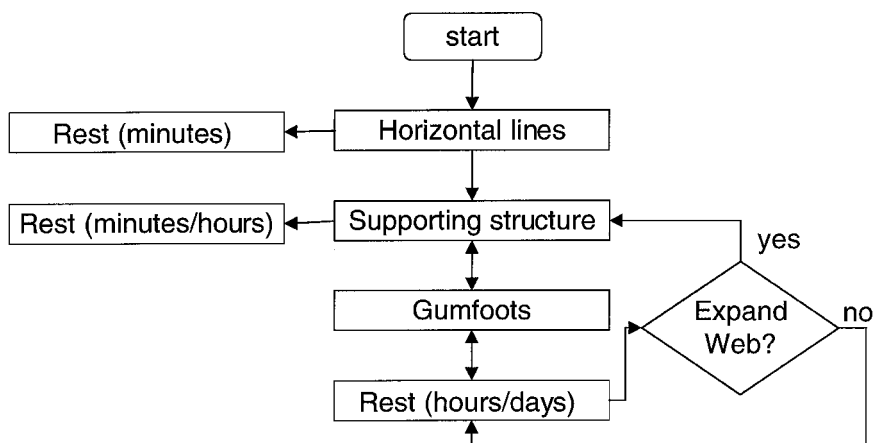 start
Rest (minutes)
Horizontal lines
Rest (minutes/hours)
Supporting structure
yes
Gumfoots
Expand
Web?
no
Rest (hours/days)